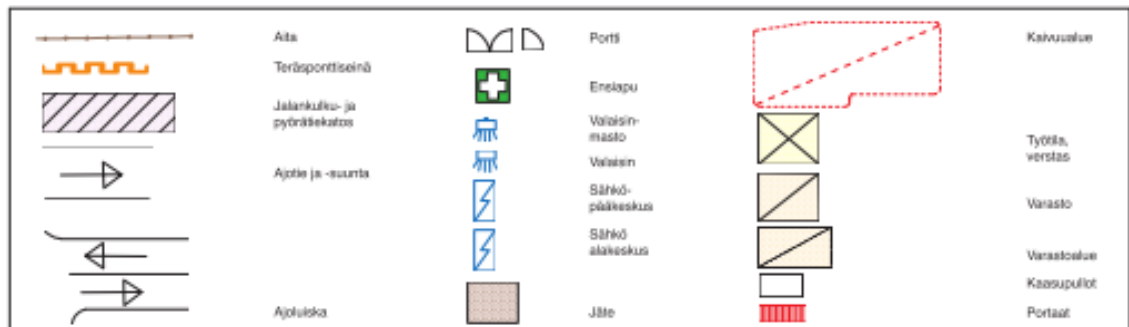 Aita
Teräsponttiseinä
Jalankulku- ja
pyörätiekatos
Ajotie ja -suunta
Ajoluiska
Portti
Ensiapu
Valaisin-
masto
Valaisin
Sähkö-
pääkeskus
Sähkö
alakeskus
Jäte
Kaivuualue
Työtila,
verstas
Varasto
Varastoalue
Kaasupullot
Portaat